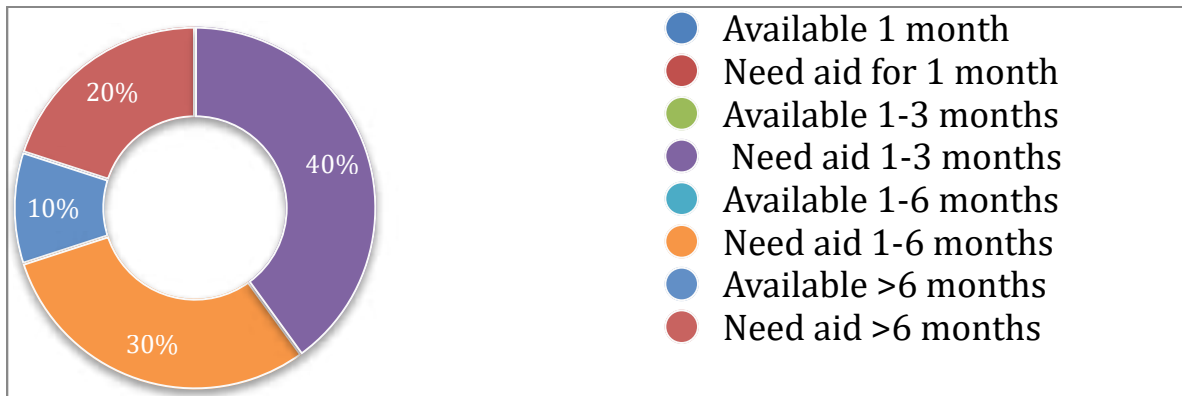 20%
40%
10%
30%
Available 1 month
Need aid for 1 month
Available 1-3 months
Need aid 1-3 months
Available 1-6 months
Need aid 1-6 months
Available >6 months
Need aid >6 months